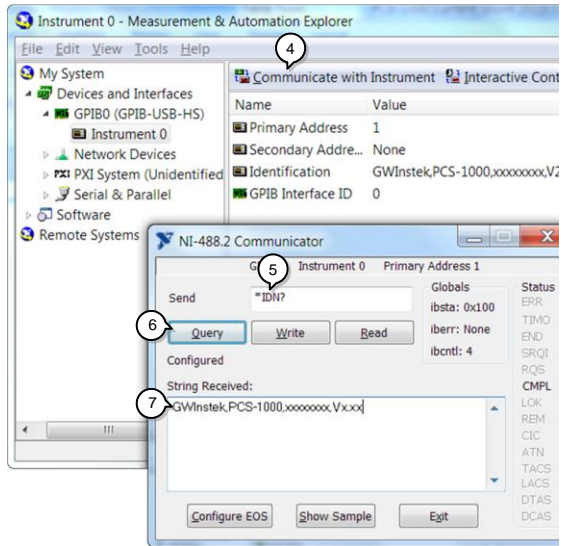 Instrument 0 - Measurement & Automation Explorer
File Edit View Tools Help
4
My System
Devices and Interfaces
GPIB0 (GPIB-USB-HS)
Instrument 0
Network Devices
PXI PXI System (Unidentified
Serial & Parallel
Software
Remote Systems
Communicate with Instrument Interactive Cont
Name Value
Primary Address 1
Secondary Addre... None
Identification GWInstek,PCS-1000,xxxxxxxx,V2
GPIB Interface ID 0
NI-488.2 Communicator
G Instrument 0 Primary Address 1
5
Send *IDN?
6
Query Write Read
Configured
String Received:
7
GWInstek,PCS-1000,xxxxxxxx,Vx.xx
Globals
ibsta: 0x100
iberr: None
ibcntl: 4
Status
ERR
TIMO
END
SRQI
RQS
CMPL
LOK
REM
CIC
ATN
TACS
LACS
DTAS
DCAS
Configure EOS Show Sample Exit